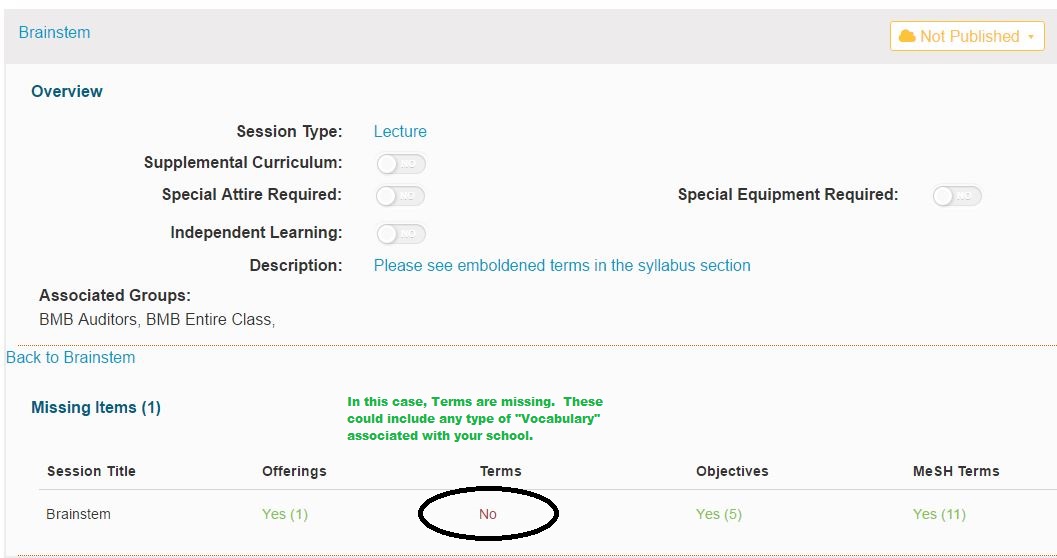 Brainstem
Not Published
Overview
Session Type: Lecture
Supplemental Curriculum: NO
Special Attire Required: NO Special Equipment Required: NO
Independent Learning: NO
Description: Please see emboldened terms in the syllabus section
Associated Groups:
BMB Auditors, BMB Entire Class,
Back to Brainstem
Missing Items (1)
In this case, Terms are missing. These
could include any type of "Vocabulary"
associated with your school.
Session Title Offerings Terms Objectives MeSH Terms
Brainstem Yes (1) No Yes (5) Yes (11)